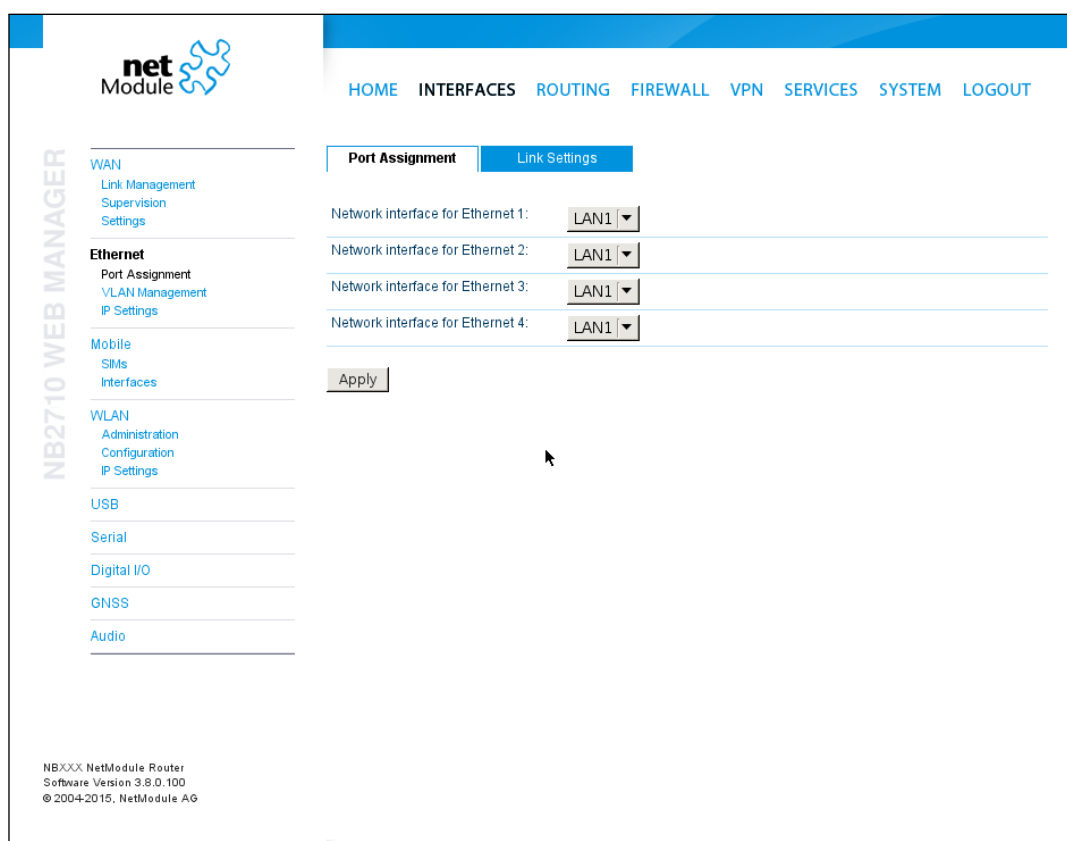 net
Module
HOME INTERFACES ROUTING FIREWALL VPN SERVICES SYSTEM LOGOUT
NB2710 WEB MANAGER
WAN
Link Management
Supervision
Settings
Ethernet
Port Assignment
VLAN Management
IP Settings
Mobile
SIMs
Interfaces
WLAN
Administration
Configuration
IP Settings
USB
Serial
Digital I/O
GNSS
Audio
Port Assignment Link Settings
Network interface for Ethernet 1: LAN1
Network interface for Ethernet 2: LAN1
Network interface for Ethernet 3: LAN1
Network interface for Ethernet 4: LAN1
Apply
NBXXX NetModule Router
Software Version 3.8.0.100
© 2004-2015, NetModule AG